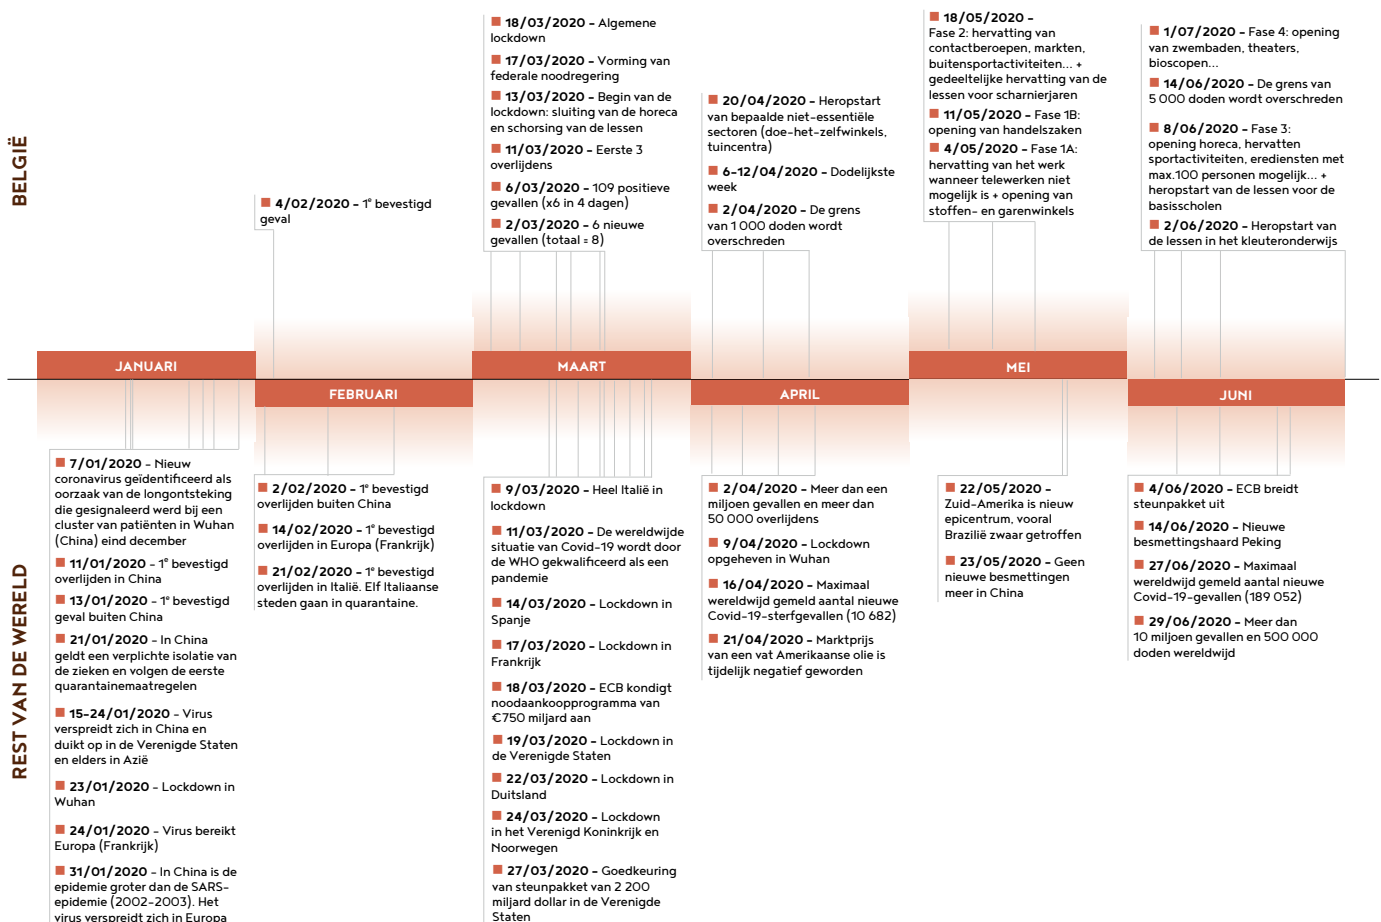 BELGIË
4/02/2020 - 1e bevestigd
geval
18/03/2020 - Algemene
lockdown
17/03/2020 - Vorming van
federale noodregering
13/03/2020 - Begin van de
lockdown: sluiting van de horeca
en schorsing van de lessen
11/03/2020 - Eerste 3
overlijdens
6/03/2020 - 109 positieve
gevallen (x6 in 4 dagen)
2/03/2020 - 6 nieuwe
gevallen (totaal = 8)
20/04/2020 - Heropstart
van bepaalde niet-essentiële
sectoren (doe-het-zelfwinkels,
tuincentra)
6-12/04/2020 - Dodelijkste
week
2/04/2020 - De grens
van 1 000 doden wordt
overschreden
18/05/2020 -
Fase 2: hervatting van
contactberoepen, markten,
buitensportactiviteiten... +
gedeeltelijke hervatting van de
lessen voor scharnierjaren
11/05/2020 - Fase 1B:
opening van handelszaken
4/05/2020 - Fase 1A:
hervatting van het werk
wanneer telewerken niet
mogelijk is + opening van
stoffen- en garenwinkels
1/07/2020 - Fase 4: opening
van zwembaden, theaters,
bioscopen...
14/06/2020 - De grens van
5 000 doden wordt overschreden
8/06/2020 - Fase 3:
opening horeca, hervatten
sportactiviteiten, erediensten met
max.100 personen mogelijk... +
heropstart van de lessen voor de
basisscholen
2/06/2020 - Heropstart van
de lessen in het kleuteronderwijs
JANUARI
FEBRUARI
MAART
APRIL
MEI
JUNI
REST VAN DE WERELD
7/01/2020 - Nieuw
coronavirus geïdentificeerd als
oorzaak van de longontsteking
die gesignaleerd werd bij een
cluster van patiënten in Wuhan
(China) eind december
11/01/2020 - 1e bevestigd
overlijden in China
13/01/2020 - 1e bevestigd
geval buiten China
21/01/2020 - In China
geldt een verplichte isolatie van
de zieken en volgen de eerste
quarantainemaatregelen
15-24/01/2020 - Virus
verspreidt zich in China en
duikt op in de Verenigde Staten
en elders in Azië
23/01/2020 - Lockdown in
Wuhan
24/01/2020 - Virus bereikt
Europa (Frankrijk)
31/01/2020 - In China is de
epidemie groter dan de SARS-
epidemie (2002-2003). Het
virus verspreidt zich in Europa
2/02/2020 - 1e bevestigd
overlijden buiten China
14/02/2020 - 1e bevestigd
overlijden in Europa (Frankrijk)
21/02/2020 - 1e bevestigd
overlijden in Italië. Elf Italiaanse
steden gaan in quarantaine.
9/03/2020 - Heel Italië in
lockdown
11/03/2020 - De wereldwijde
situatie van Covid-19 wordt door
de WHO gekwalificeerd als een
pandemie
14/03/2020 - Lockdown in
Spanje
17/03/2020 - Lockdown in
Frankrijk
18/03/2020 - ECB kondigt
noodaankoopprogramma van
€750 miljard aan
19/03/2020 - Lockdown in
de Verenigde Staten
22/03/2020 - Lockdown in
Duitsland
24/03/2020 - Lockdown
in het Verenigd Koninkrijk en
Noorwegen
27/03/2020 - Goedkeuring
van steunpakket van 2 200
miljard dollar in de Verenigde
Staten
2/04/2020 - Meer dan een
miljoen gevallen en meer dan
50 000 overlijdens
9/04/2020 - Lockdown
opgeheven in Wuhan
16/04/2020 - Maximaal
wereldwijd gemeld aantal nieuwe
Covid-19-sterfgevallen (10 682)
21/04/2020 - Marktprijs
van een vat Amerikaanse olie is
tijdelijk negatief geworden
22/05/2020 -
Zuid-Amerika is nieuw
epicentrum, vooral
Brazilië zwaar getroffen
23/05/2020 - Geen
nieuwe besmettingen
meer in China
4/06/2020 - ECB breidt
steunpakket uit
14/06/2020 - Nieuwe
besmettingshaard Peking
27/06/2020 - Maximaal
wereldwijd gemeld aantal nieuwe
Covid-19-gevallen (189 052)
29/06/2020 - Meer dan
10 miljoen gevallen en 500 000
doden wereldwijd